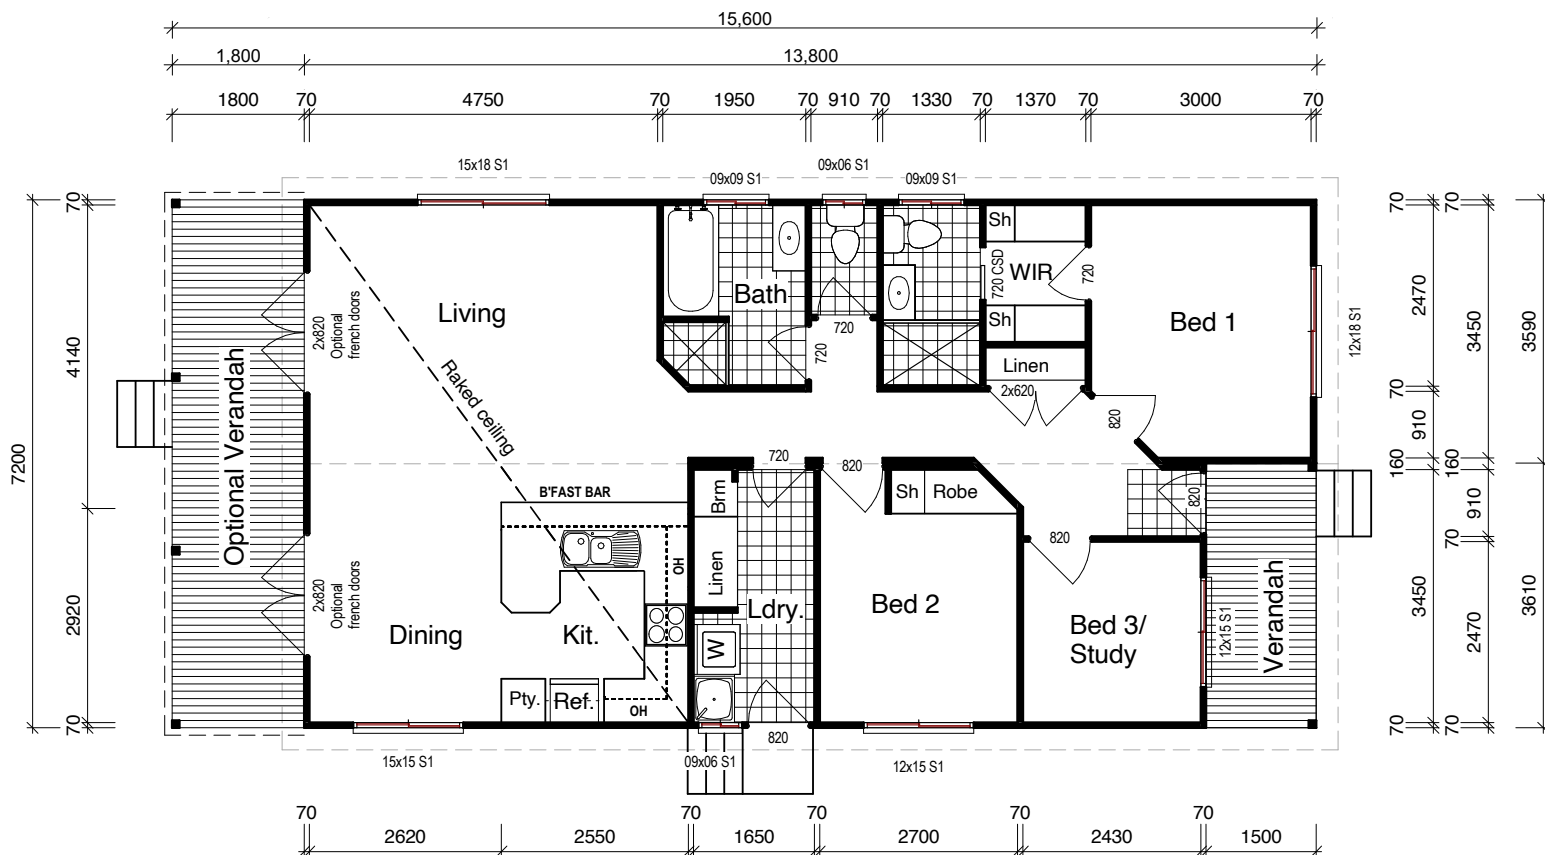 15,600
1,800 13,800
1800 70 4750 70 1950 70 910 70 1330 70 1370 70 3000 70
15x18 S1
09x09 S1
09x06 S1
09x09 S1
70
4140
2920
70
7200
Optional Verandah
2x820
Optional
french doors
2x820
Optional
french doors
Living
Raked ceiling
Bath
720
720
720 CSD
Sh
WIR
720
Sh
Linen
2x620
Bed 1
820
12x18 S1
720
820
820
B'FAST BAR
Brm
Linen
OH
Sh
Robe
820
Dining
Kit.
Ldry.
W
Bed 2
Bed 3/
Study
12x15 S1
Verandah
Pty.
Ref.
OH
15x15 S1
09x06 S1
820
12x15 S1
70
2470
70
910
160
910
70
2470
70
70
3450
160
3450
70
3590
3610
70 2620 2550 70 1650 70 2700 70 2430 70 1500